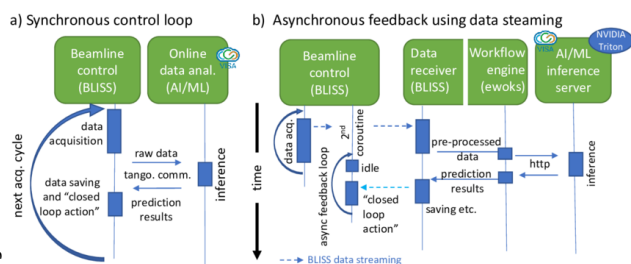 a) Synchronous control loop
Beamline
control
(BLISS)
Online
data anal.
(AI/ML)
VISA
data
acquisition
raw data
tango. comm.
data saving
and “closed
loop action”
prediction
results
inference
next acq. cycle
b) Asynchronous feedback using data steaming
Beamline
control
(BLISS)
Data
receiver
(BLISS)
Workflow
engine
(ewoks)
VISA
AI/ML
inference
server
NVIDIA
Triton
time
data acq.
2nd
coroutine
idle
async feedback loop
“closed
loop
action”
pre-processed
data
prediction
results
saving etc.
http
inference
BLISS data streaming